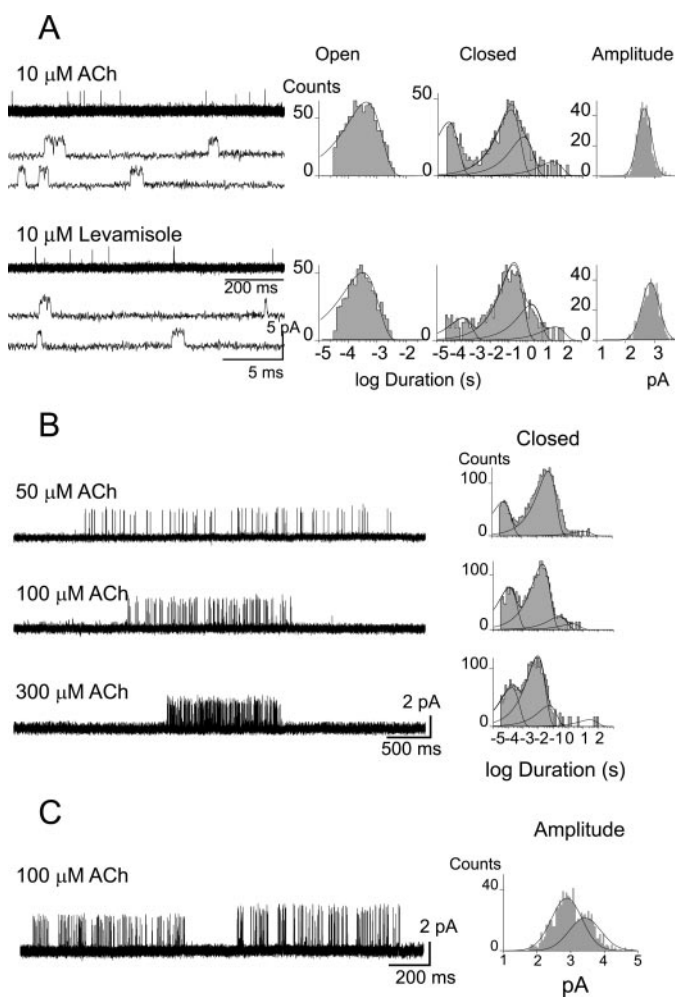 A
Open Closed Amplitude
10 μM ACh
Counts
50
0
50
0
40
20
0
10 μM Levamisole
200 ms
5 pA
5 ms
50
0
-5 -4 -3 -2
0
-5-4-3-2-10 1 2
40
20
0
1 2 3
log Duration (s)
pA
B
Closed
Counts
50 μM ACh
100
0
100 μM ACh
100
0
300 μM ACh
2 pA
500 ms
100
0
-5-4-3-2-10 1 2
log Duration (s)
C
Amplitude
100 μM ACh
Counts
2 pA
200 ms
40
0
1 2 3 4 5
pA